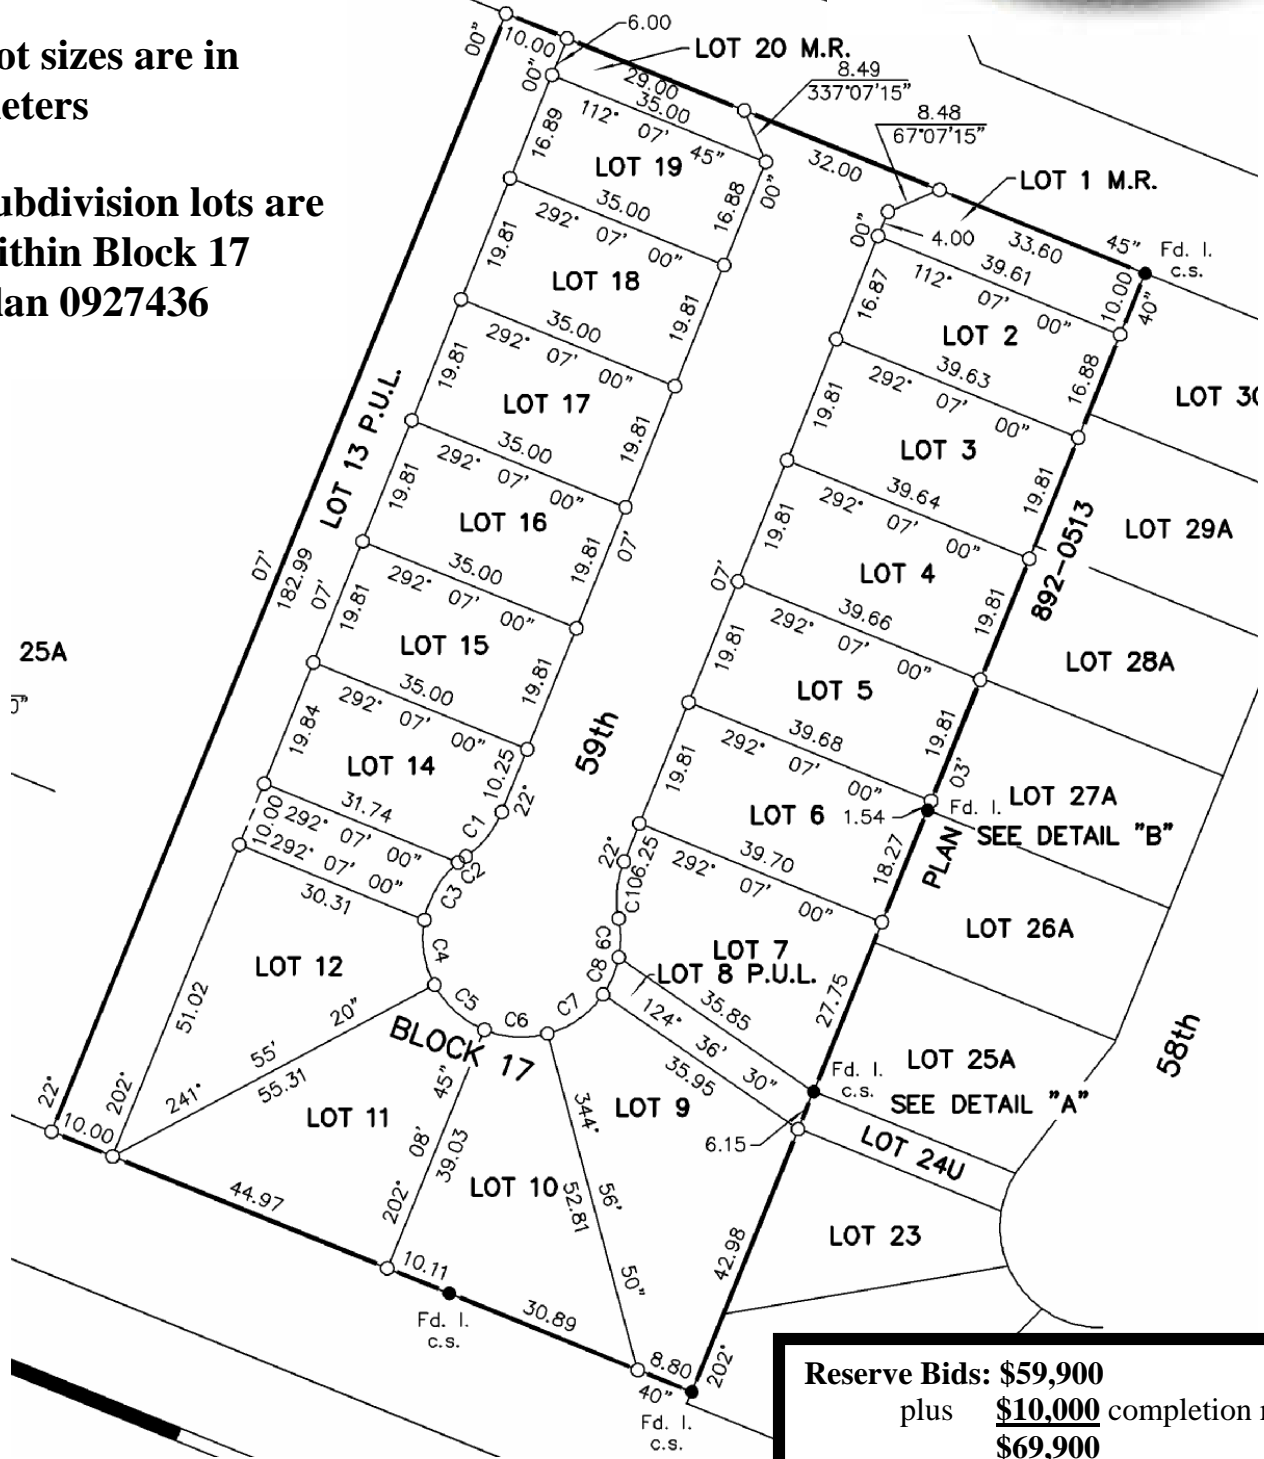 ot sizes are in
eters
ubdivision lots are
ithin Block 17
lan 0927436
00"
10.00
6.00
LOT 20 M.R.
8.49
337°07'15"
8.48
67°07'15"
00"
29.00
35.00
112° 07' 45"
LOT 19
16.89
16.88
00"
32.00
LOT 1 M.R.
4.00
33.60
45"
Fd. I.
c.s.
00"
39.61
112° 07' 00"
10.00
40"
LOT 2
16.87
16.88
LOT 30
35.00
292° 07' 00"
LOT 18
19.81
19.81
39.63
292° 07' 00"
LOT 3
19.81
19.81
35.00
292° 07' 00"
LOT 17
19.81
19.81
LOT 13 P.U.L.
39.64
292° 07' 00"
LOT 4
19.81
19.81
892-0513
LOT 29A
35.00
292° 07' 00"
LOT 16
19.81
19.81
07'
07'
182.99
07'
07'
35.00
292° 07' 00"
LOT 15
19.81
19.81
39.66
292° 07' 00"
LOT 5
19.81
19.81
LOT 28A
25A
0"
35.00
292° 07' 00"
LOT 14
19.84
10.25
22°
59th
39.68
292° 07' 00"
LOT 6
19.81
1.54
Fd. I.
03'
LOT 27A
SEE DETAIL "B"
PLAN
18.27
31.74
292° 07' 00"
10.00
292° 07' 00"
30.31
C1
C2
C3
C4
C5
C6
C7
C8
C9
C10
6.25
22°
39.70
292° 07' 00"
LOT 7
LOT 8 P.U.L.
27.75
LOT 26A
LOT 12
51.02
20"
55'
241°
55.31
202°
22°
10.00
BLOCK 17
35.85
124° 36' 30"
35.95
Fd. I.
c.s.
LOT 25A
SEE DETAIL "A"
58th
6.15
LOT 24U
LOT 11
45"
08'
39.03
202°
LOT 9
344°
56'
52.81
50"
LOT 10
LOT 23
42.98
44.97
10.11
Fd. I.
c.s.
30.89
8.80
40"
202°
Fd. I.
c.s.
Reserve Bids: $59,900
plus $10,000 completion
$69,900